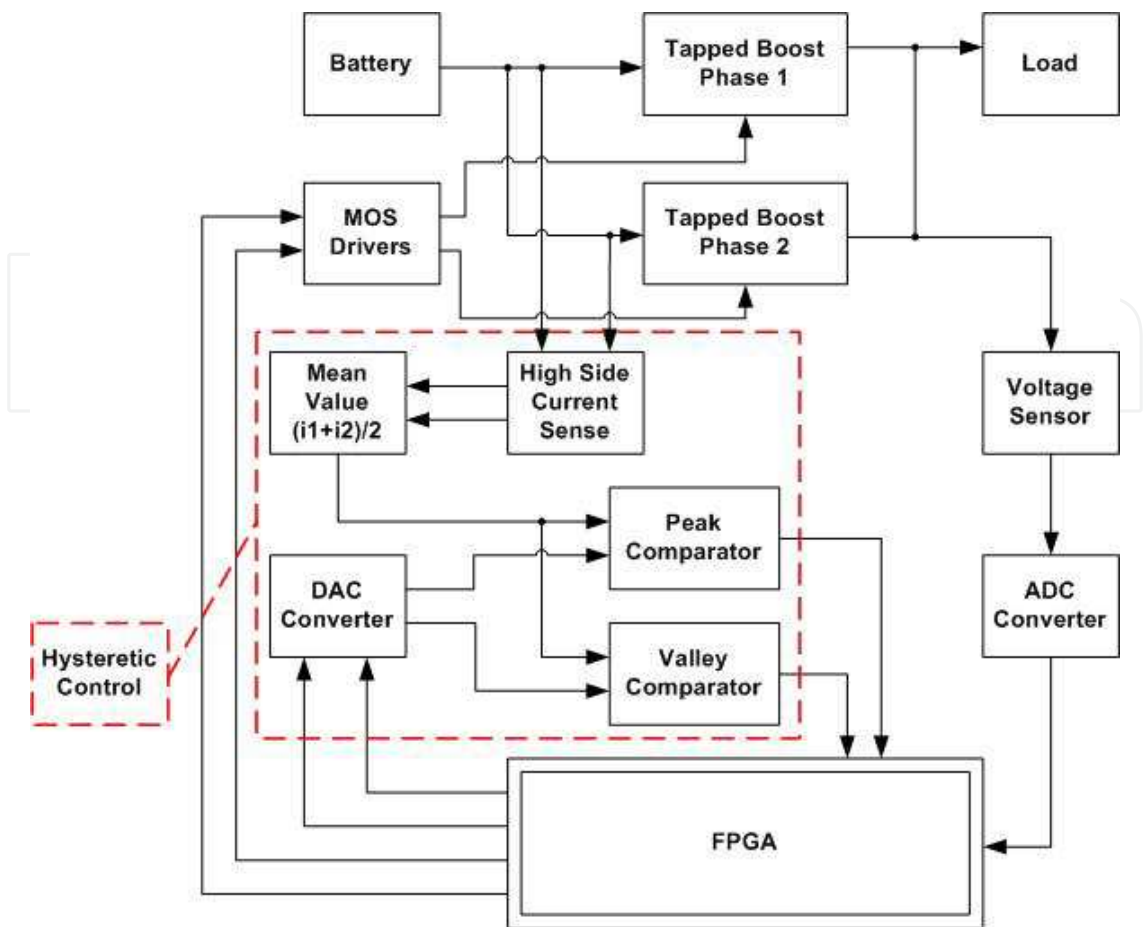 Battery
Tapped Boost
Phase 1
Load
MOS
Drivers
Tapped Boost
Phase 2
Mean
Value
(i1+i2)/2
High Side
Current
Sense
Voltage
Sensor
Peak
Comparator
DAC
Converter
ADC
Converter
Hysteretic
Control
Valley
Comparator
FPGA